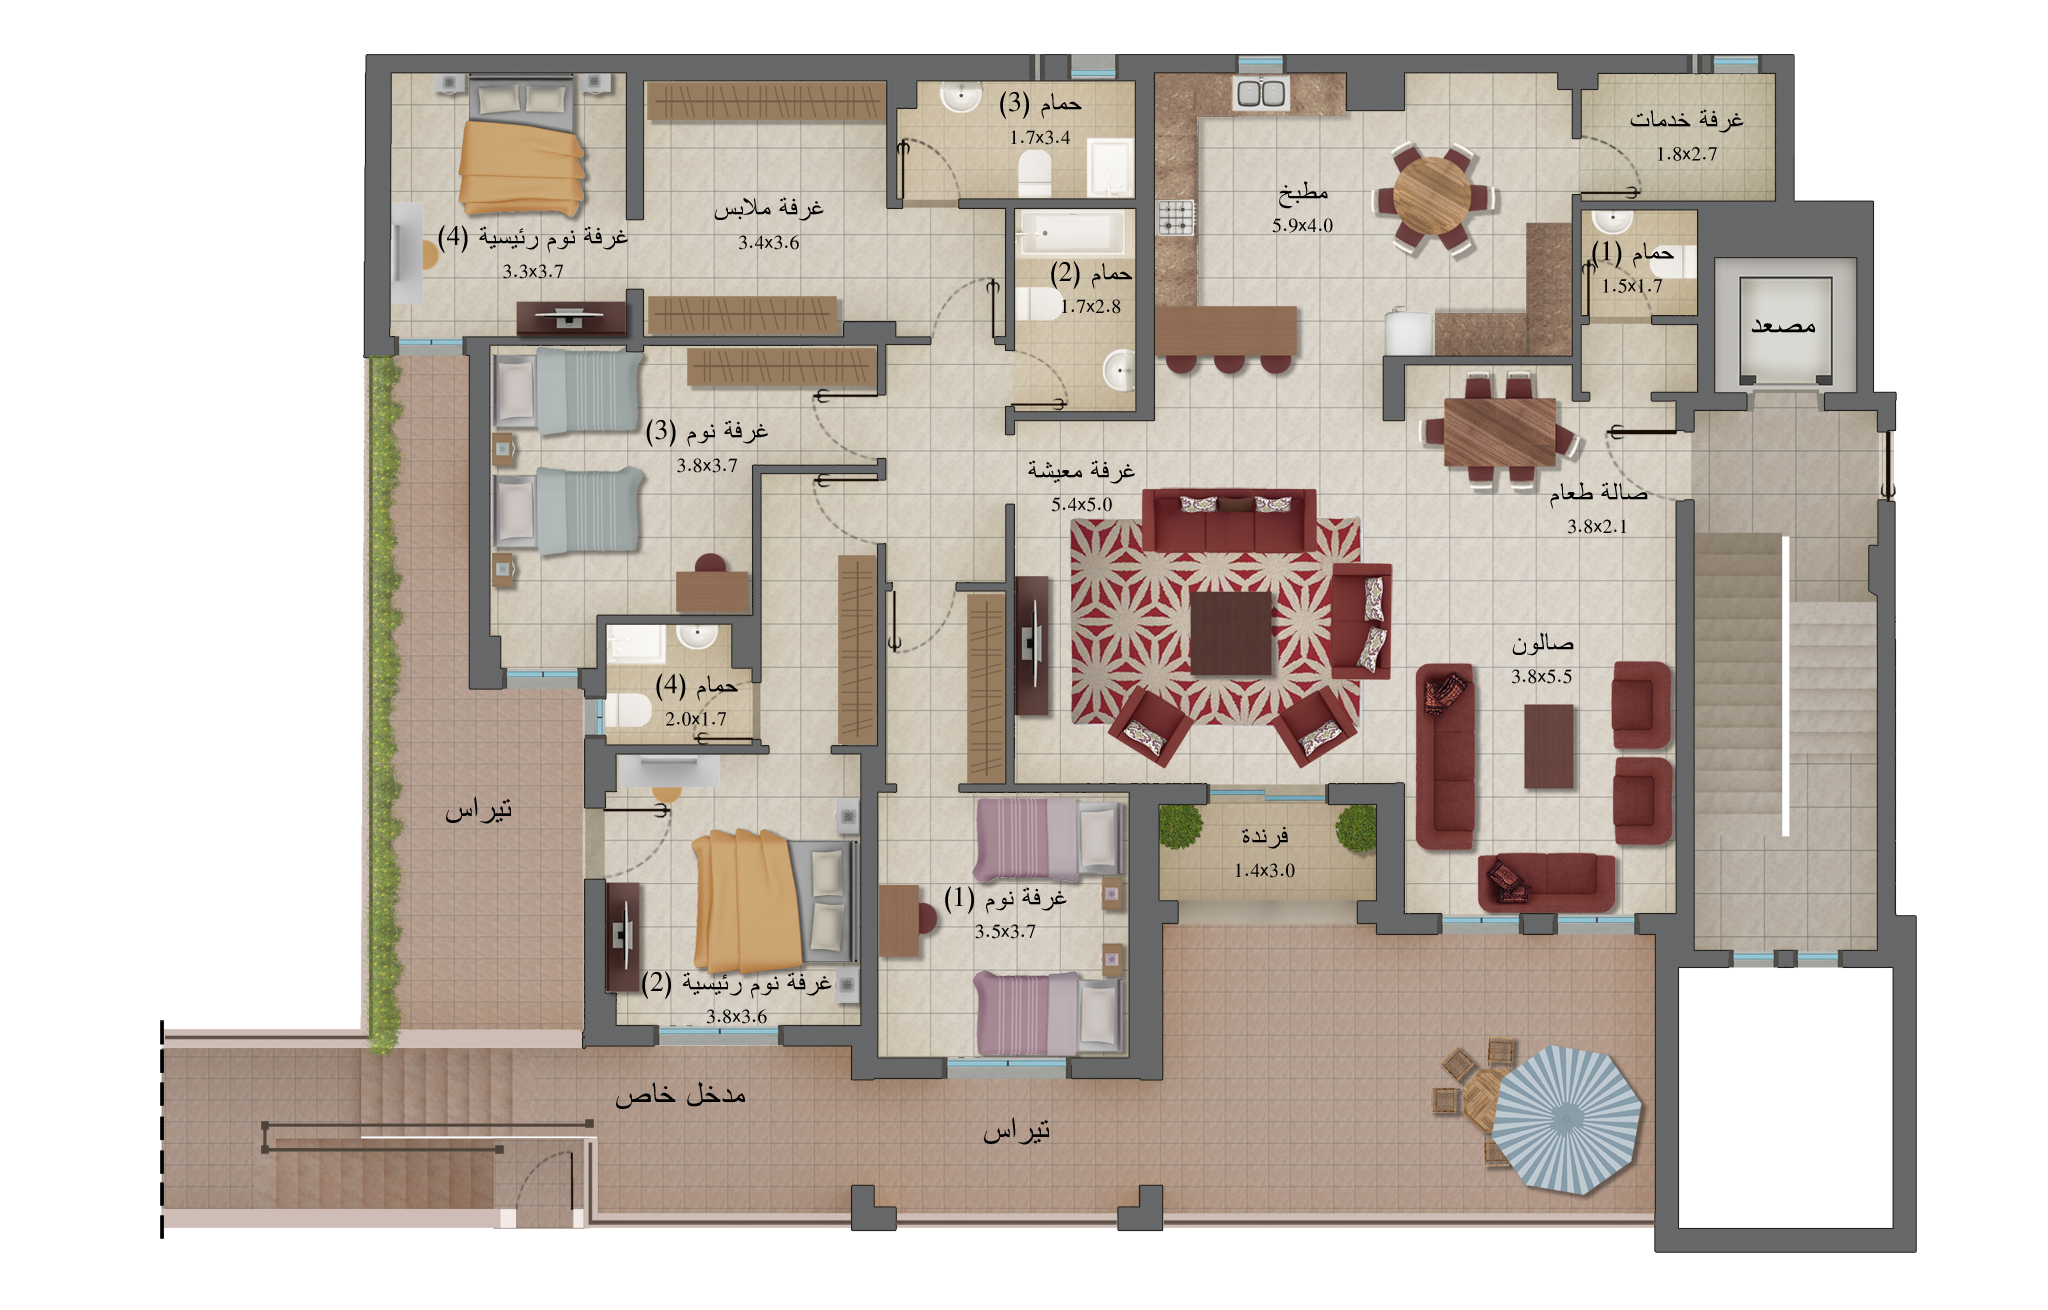 حمام (3)
1.7x3.4
غرفة خدمات
1.8x2.7
مطبخ
5.9x4.0
غرفة ملابس
3.4x3.6
غرفة نوم رئيسية (4)
3.3x3.7
حمام (2)
1.7x2.8
حمام (1)
1.5x1.7
مصعد
غرفة نوم (3)
3.8x3.7
غرفة معيشة
5.4x5.0
صالة طعام
3.8x2.1
صالون
3.8x5.5
حمام (4)
2.0x1.7
تيراس
فرندة
1.4x3.0
غرفة نوم (1)
3.5x3.7
غرفة نوم رئيسية (2)
3.8x3.6
مدخل خاص
تيراس